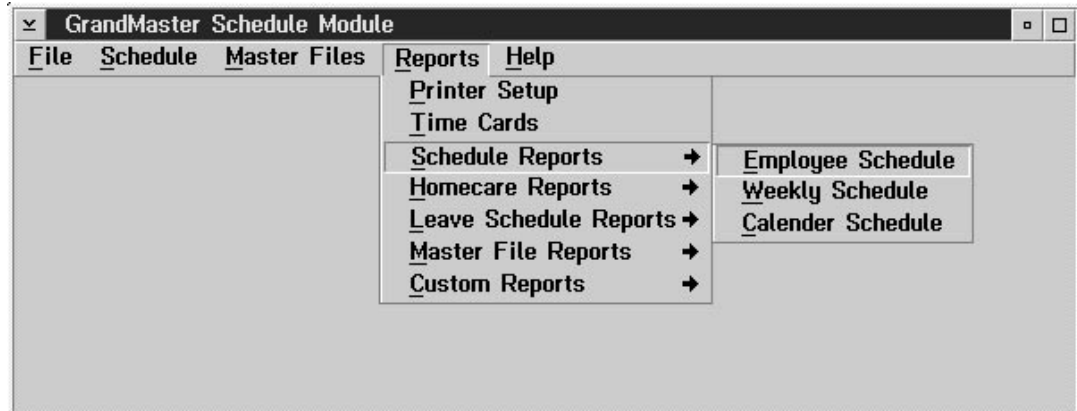 GrandMaster Schedule Module
File Schedule Master Files Reports Help
Printer Setup
Time Cards
Schedule Reports
Homecare Reports
Leave Schedule Reports
Master File Reports
Custom Reports
Employee Schedule
Weekly Schedule
Calender Schedule